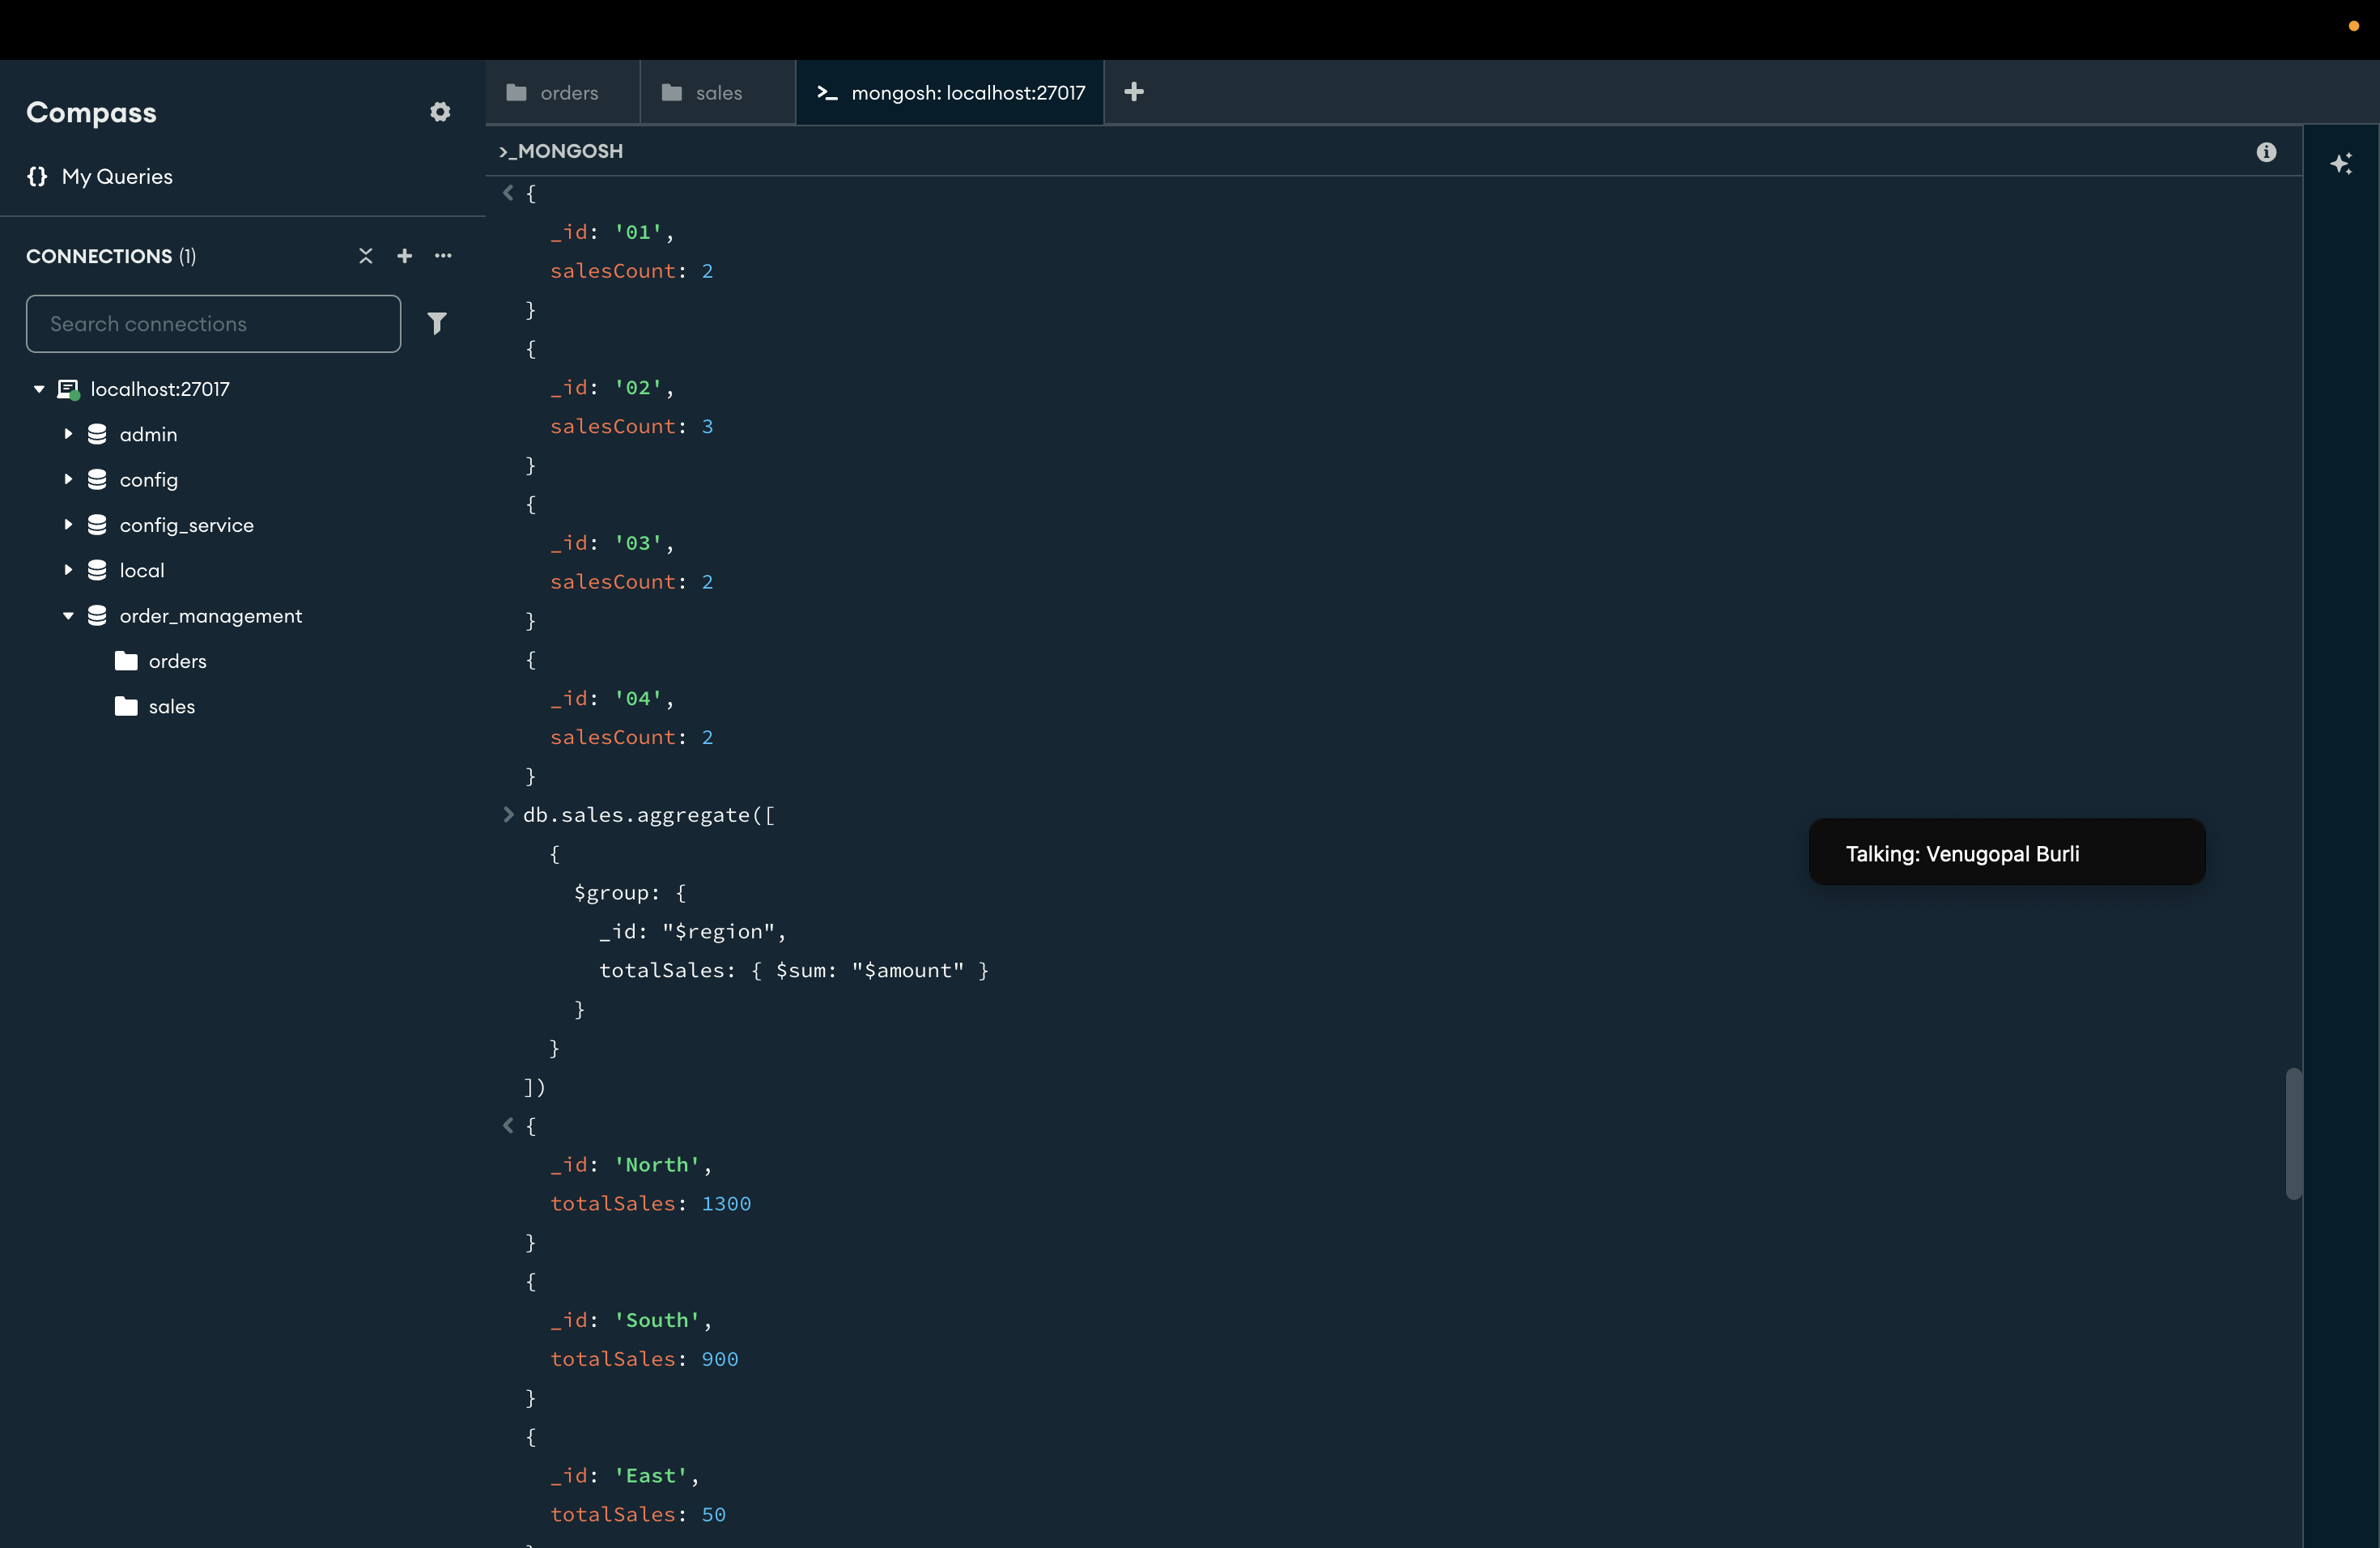 Compass
{} My Queries
CONNECTIONS (1)
Search connections
localhost:27017
admin
config
config_service
local
order_management
orders
sales
orders
sales
>_ mongosh: localhost:27017
>_MONGOSH
{
_id: '01',
salesCount: 2
}
{
_id: '02',
salesCount: 3
}
{
_id: '03',
salesCount: 2
}
{
_id: '04',
salesCount: 2
}
> db.sales.aggregate([
{
$group: {
_id: "$region",
totalSales: { $sum: "$amount" }
}
}
])
{
_id: 'North',
totalSales: 1300
}
{
_id: 'South',
totalSales: 900
}
{
_id: 'East',
totalSales: 50
Talking: Venugopal Burli